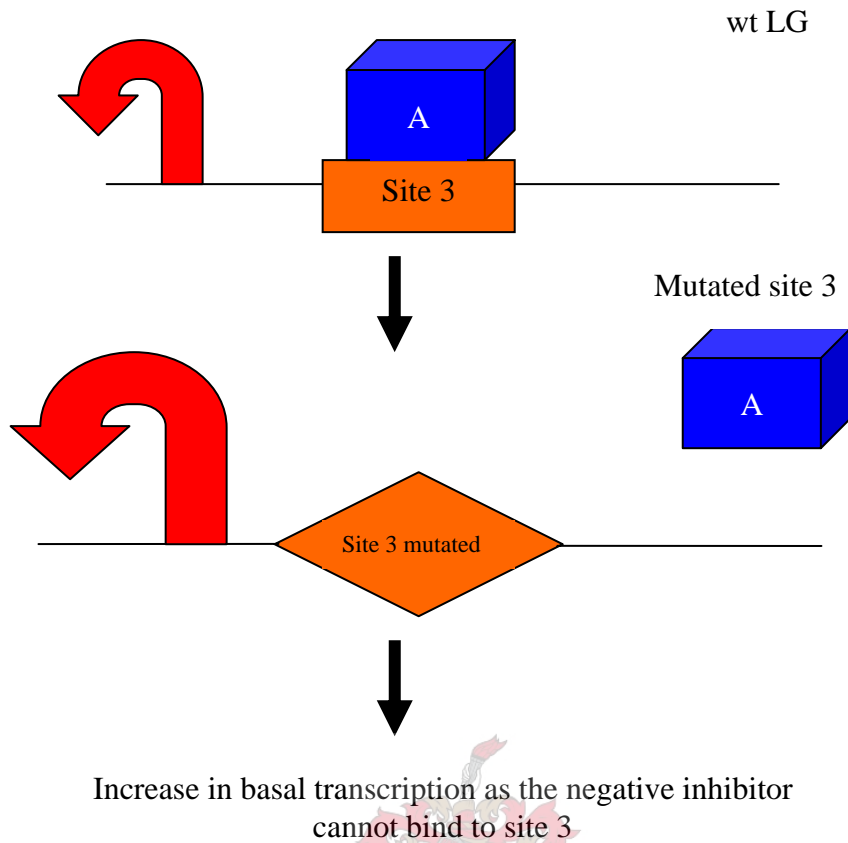 wt LG
A
Site 3
Mutated site 3
A
Site 3 mutated
Increase in basal transcription as the negative inhibitor
cannot bind to site 3